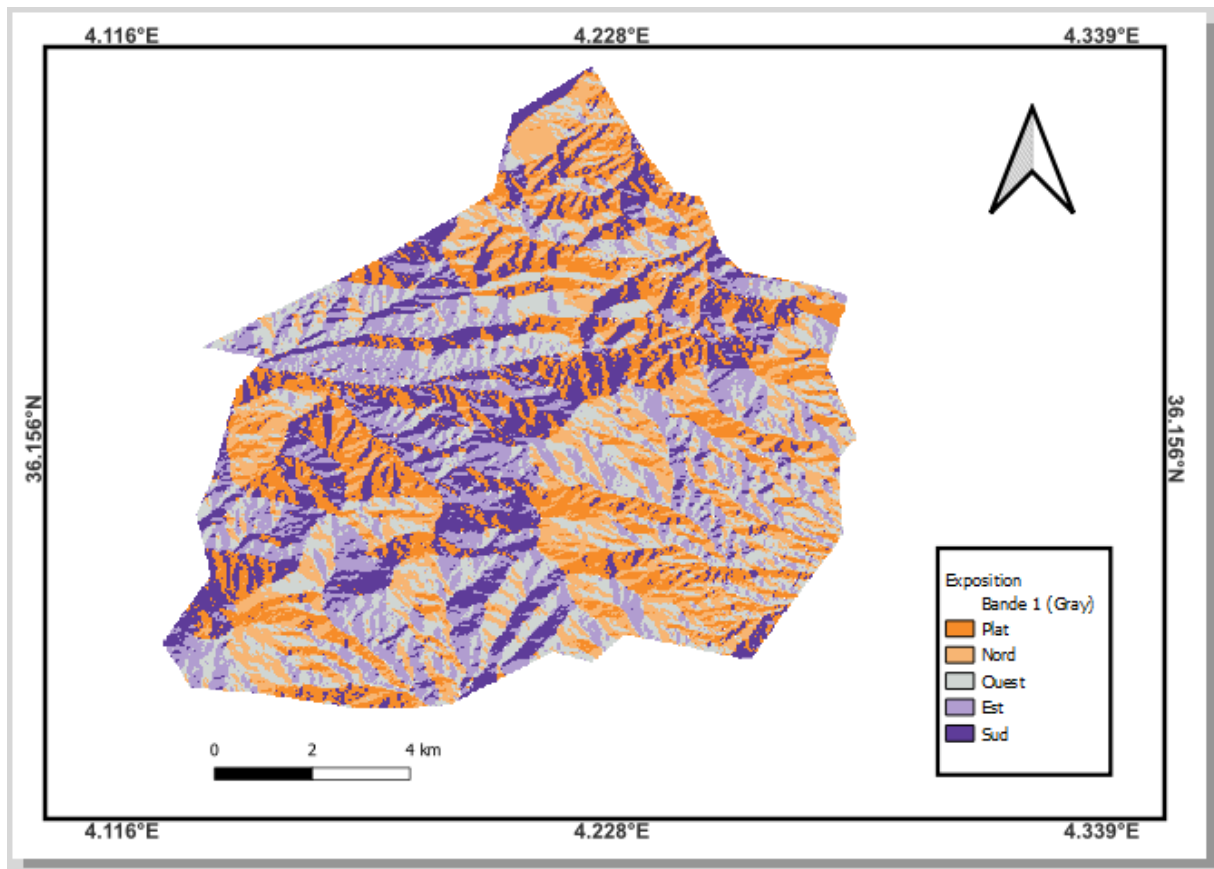 4.116°E
4.228°E
4.339°E
36.156°N
36.156°N
Exposition
Bande 1 (Gray)
Plat
Nord
Ouest
Est
Sud
0 2 4 km
4.116°E
4.228°E
4.339°E